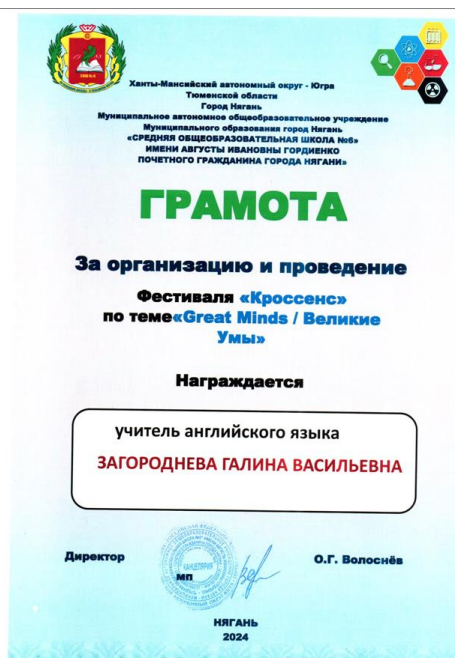 Ханты-Мансийский автономный округ - Югра
Тюменской области
Город Нягань
Муниципальное автономное общеобразовательное учреждение
Муниципального образования город Нягань
«СРЕДНЯЯ ОБЩЕОБРАЗОВАТЕЛЬНАЯ ШКОЛА №6»
ИМЕНИ АВГУСТЫ ИВАНОВНЫ ГОРДИЕНКО
ПОЧЕТНОГО ГРАЖДАНИНА ГОРОДА НЯГАНИ»
ГРАМОТА
За организацию и проведение
Фестиваля «Кроссенс»
по теме«Great Minds / Великие
Умы»
Награждается
учитель английского языка
ЗАГОРОДНЕВА ГАЛИНА ВАСИЛЬЕВНА
Директор
КАНЦЕЛЯРИЯ
мп
О.Г. Волоснёв
НЯГАНЬ
2024